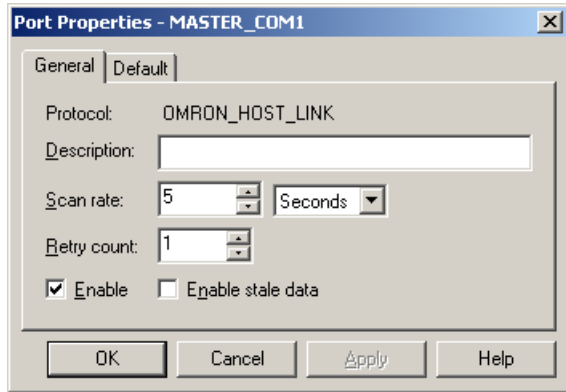 Port Properties - MASTER_COM1
General Default
Protocol: OMRON_HOST_LINK
Description:
Scan rate: 5 Seconds
Retry count: 1
Enable Enable stale data
OK Cancel Apply Help